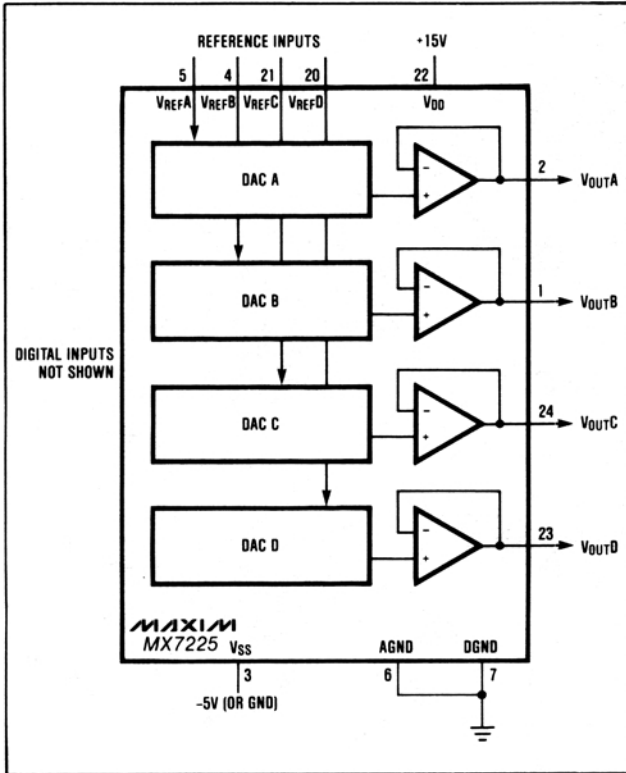 REFERENCE INPUTS
+15V
5 4 21 20 22
VREFA VREFB VREFC VREFD VDD
DAC A
-
+
2
VOUTA
DAC B
-
+
1
VOUTB
DIGITAL INPUTS
NOT SHOWN
DAC C
-
+
24
VOUTC
DAC D
-
+
23
VOUTD
MAXIM
MX7225 VSS AGND DGND
3 6 7
-5V (OR GND)